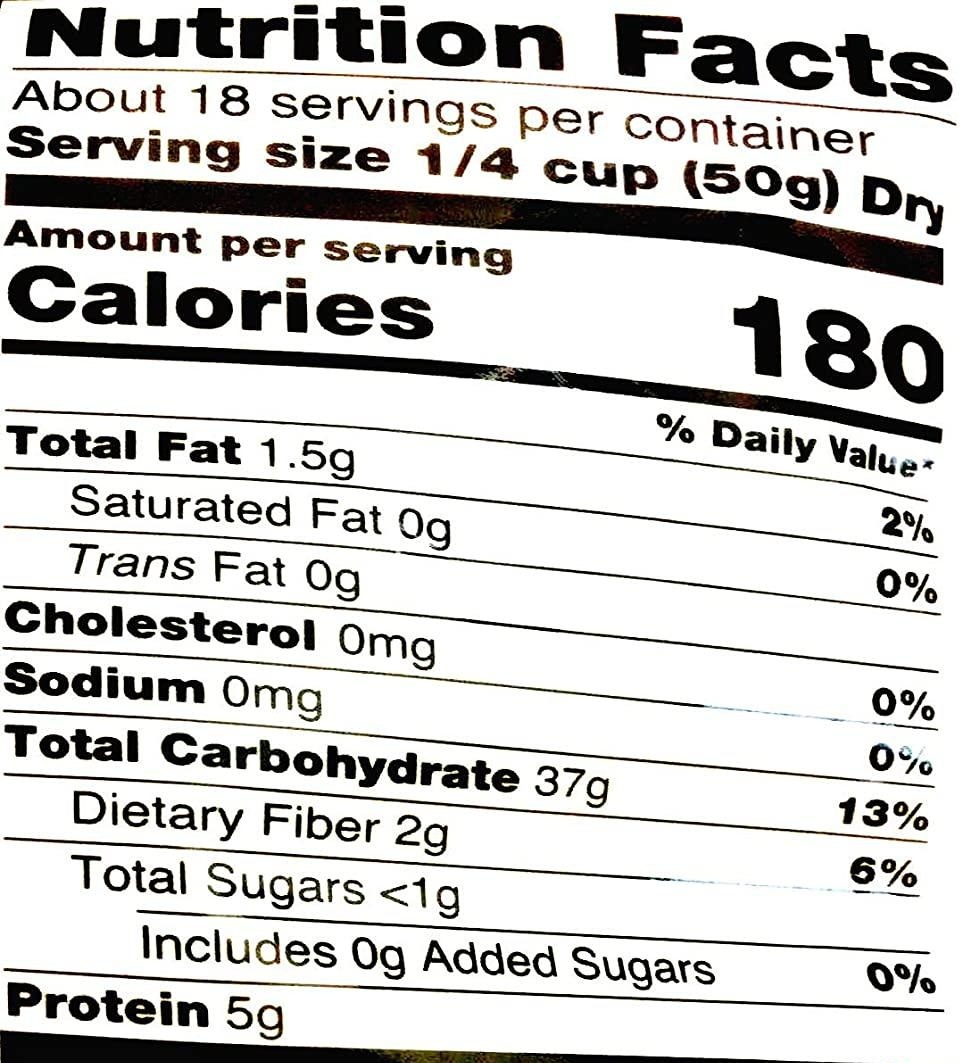 Nutrition Facts
About 18 servings per container
Serving size 1/4 cup (50g) Dry
Amount per serving
Calories 180
% Daily Value*
Total Fat 1.5g 2%
Saturated Fat 0g 0%
Trans Fat 0g
Cholesterol 0mg 0%
Sodium 0mg 0%
Total Carbohydrate 37g 13%
Dietary Fiber 2g 6%
Total Sugars <1g
Includes 0g Added Sugars 0%
Protein 5g